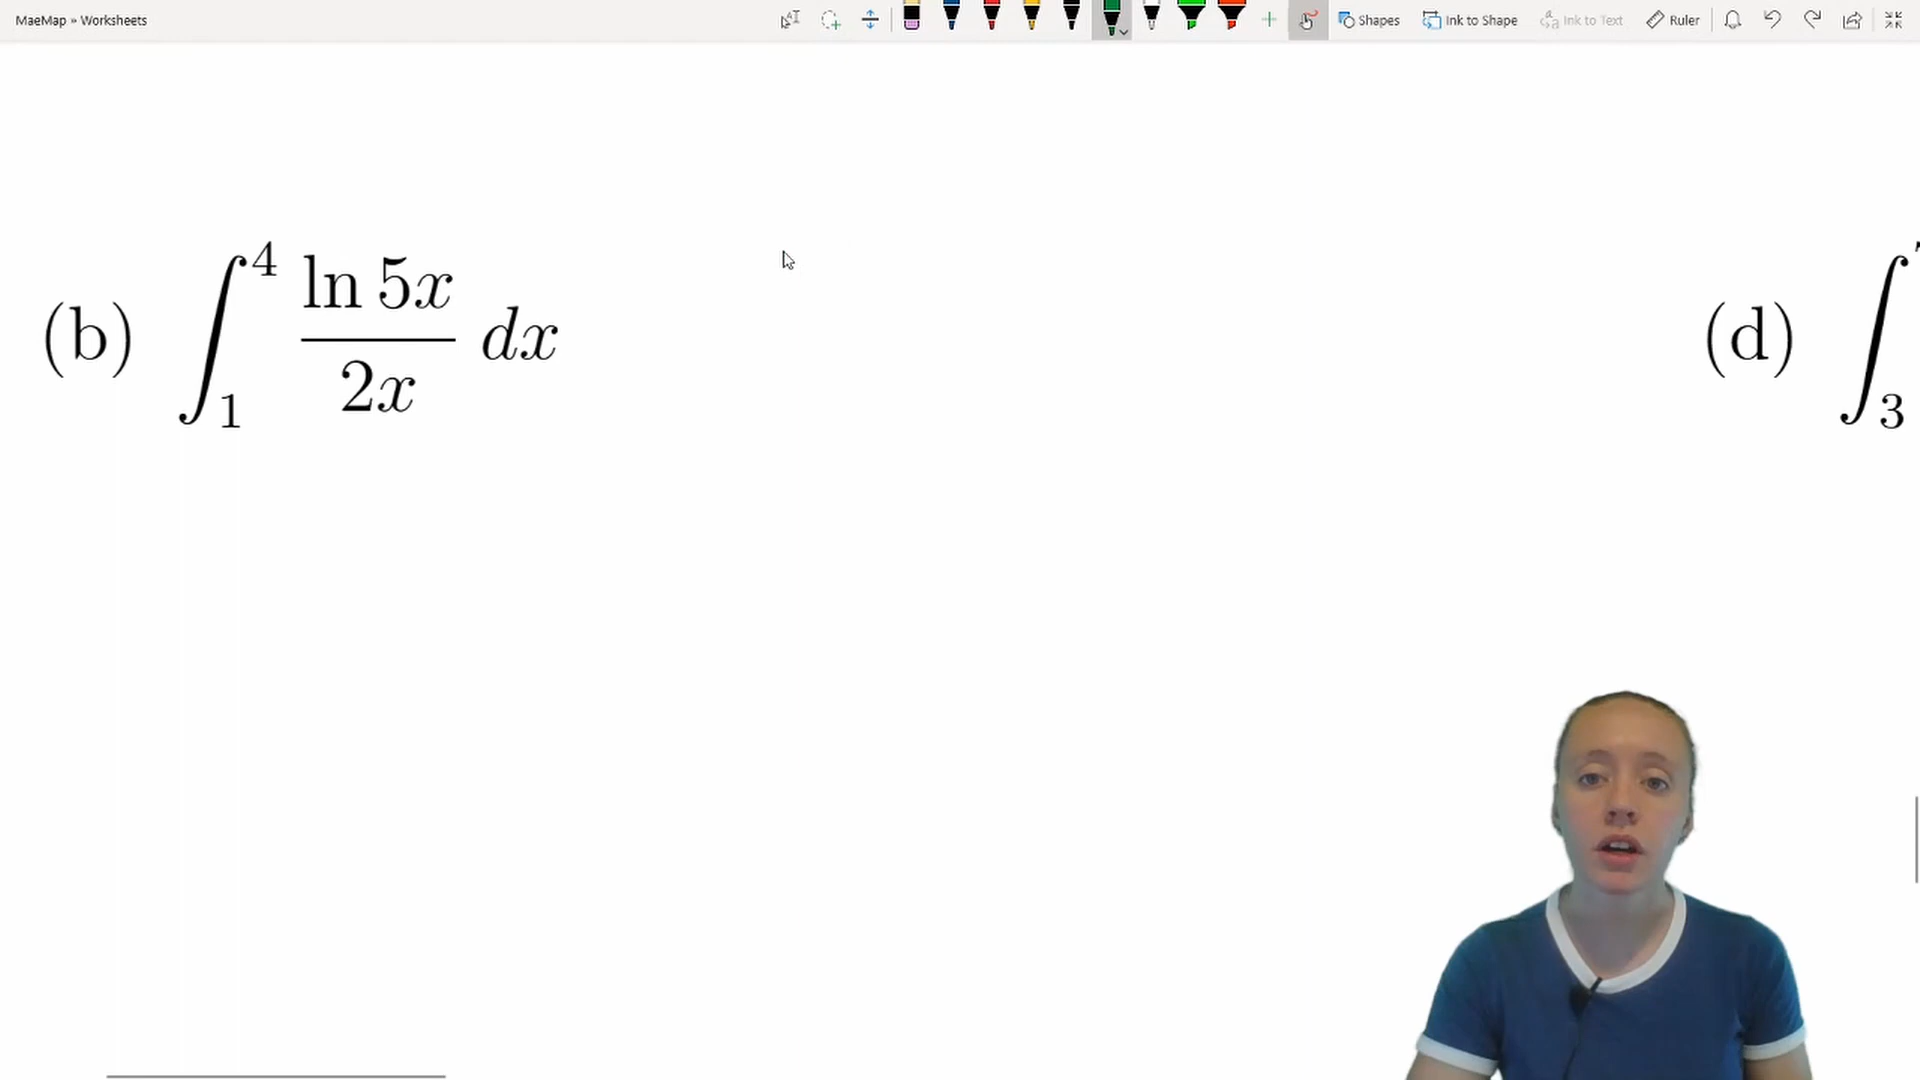 MaeMap » Worksheets
Shapes
Ink to Shape
Ink to Text
Ruler
(b) ∫₁⁴ ln 5x / 2x dx
(d) ∫₃